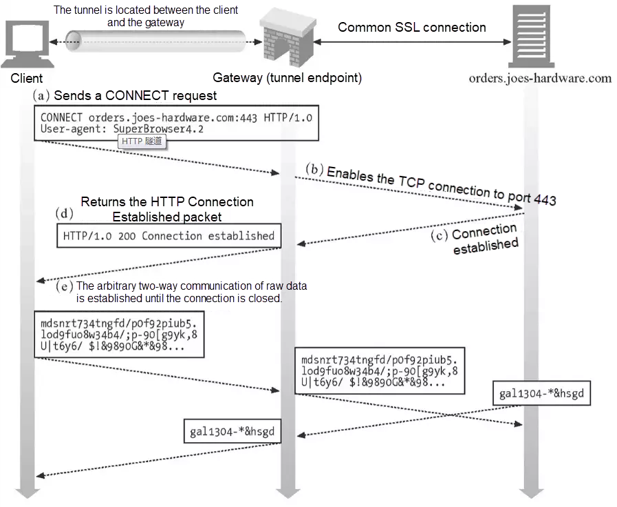 The tunnel is located between the client
and the gateway
Common SSL connection
Client
Gateway (tunnel endpoint)
orders.joes-hardware.com
(a) Sends a CONNECT request
CONNECT orders.joes-hardware.com:443 HTTP/1.0
User-agent: SuperBrowser4.2
HTTP 隧道
(b) Enables the TCP connection to port 443
(c) Connection
established
(d) Returns the HTTP Connection
Established packet
HTTP/1.0 200 Connection established
(e) The arbitrary two-way communication of raw data
is established until the connection is closed.
mdsnrt734tngfd/pOf92piub5.
lod9fuo8w34b4/;p-90[g9yk,8
U|t6y6/ $!&9890G&*&98...
mdsnrt734tngfd/pOf92piub5.
lod9fuo8w34b4/;p-90[g9yk,8
U|t6y6/ $!&9890G&*&98...
gal1304-*&hsgd
gal1304-*&hsgd